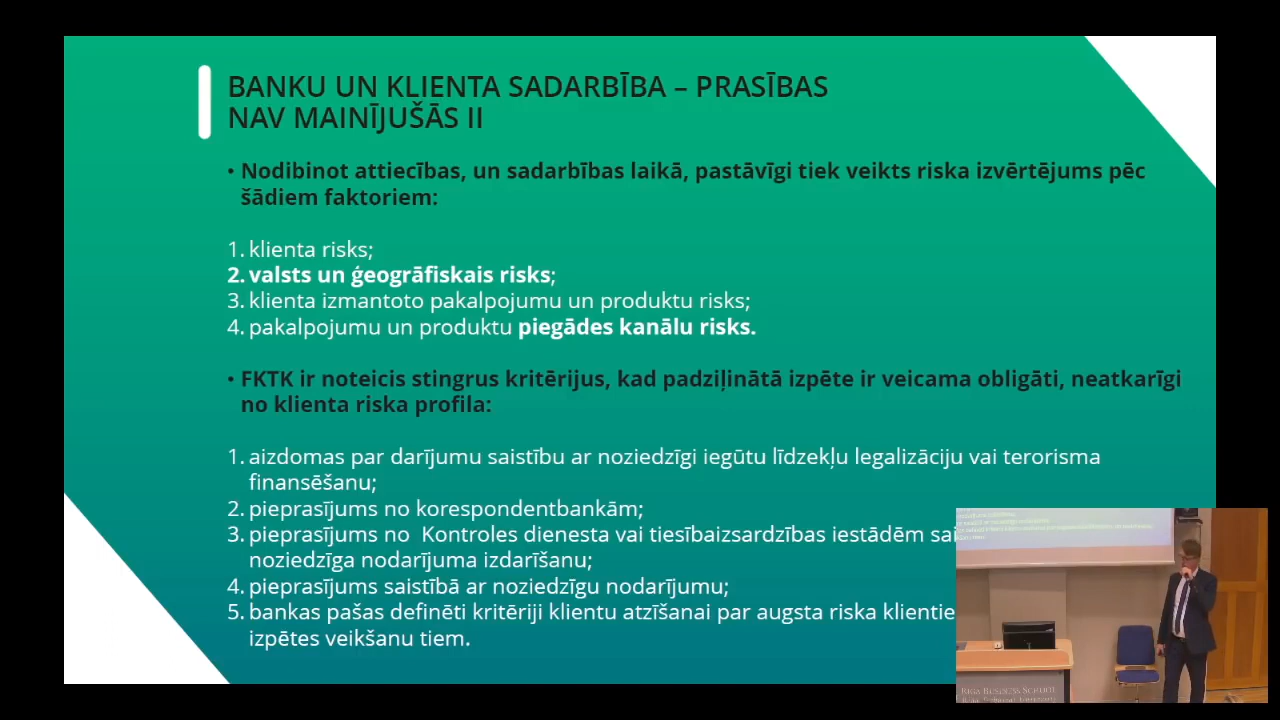 BANKU UN KLIENTA SADARBĪBA – PRASĪBAS
NAV MAINĪJUŠĀS II
• Nodibinot attiecības, un sadarbības laikā, pastāvīgi tiek veikts riska izvērtējums pēc
šādiem faktoriem:
1. klienta risks;
2. valsts un ģeogrāfiskais risks;
3. klienta izmantoto pakalpojumu un produktu risks;
4. pakalpojumu un produktu piegādes kanālu risks.
• FKTK ir noteicis stingrus kritērijus, kad padziļinātā izpēte ir veicama obligāti, neatkarīgi
no klienta riska profila:
1. aizdomas par darījumu saistību ar noziedzīgi iegūtu līdzekļu legalizāciju vai terorisma
finansēšanu;
2. pieprasījums no korespondentbankām;
3. pieprasījums no Kontroles dienesta vai tiesībaizsardzības iestādēm
noziedzīga nodarījuma izdarīšanu;
4. pieprasījums saistībā ar noziedzīgu nodarījumu;
5. bankas pašas definēti kritēriji klientu atzīšanai par augsta riska
izpētes veikšanu tiem.
RIGA BUSINESS SCHOOL